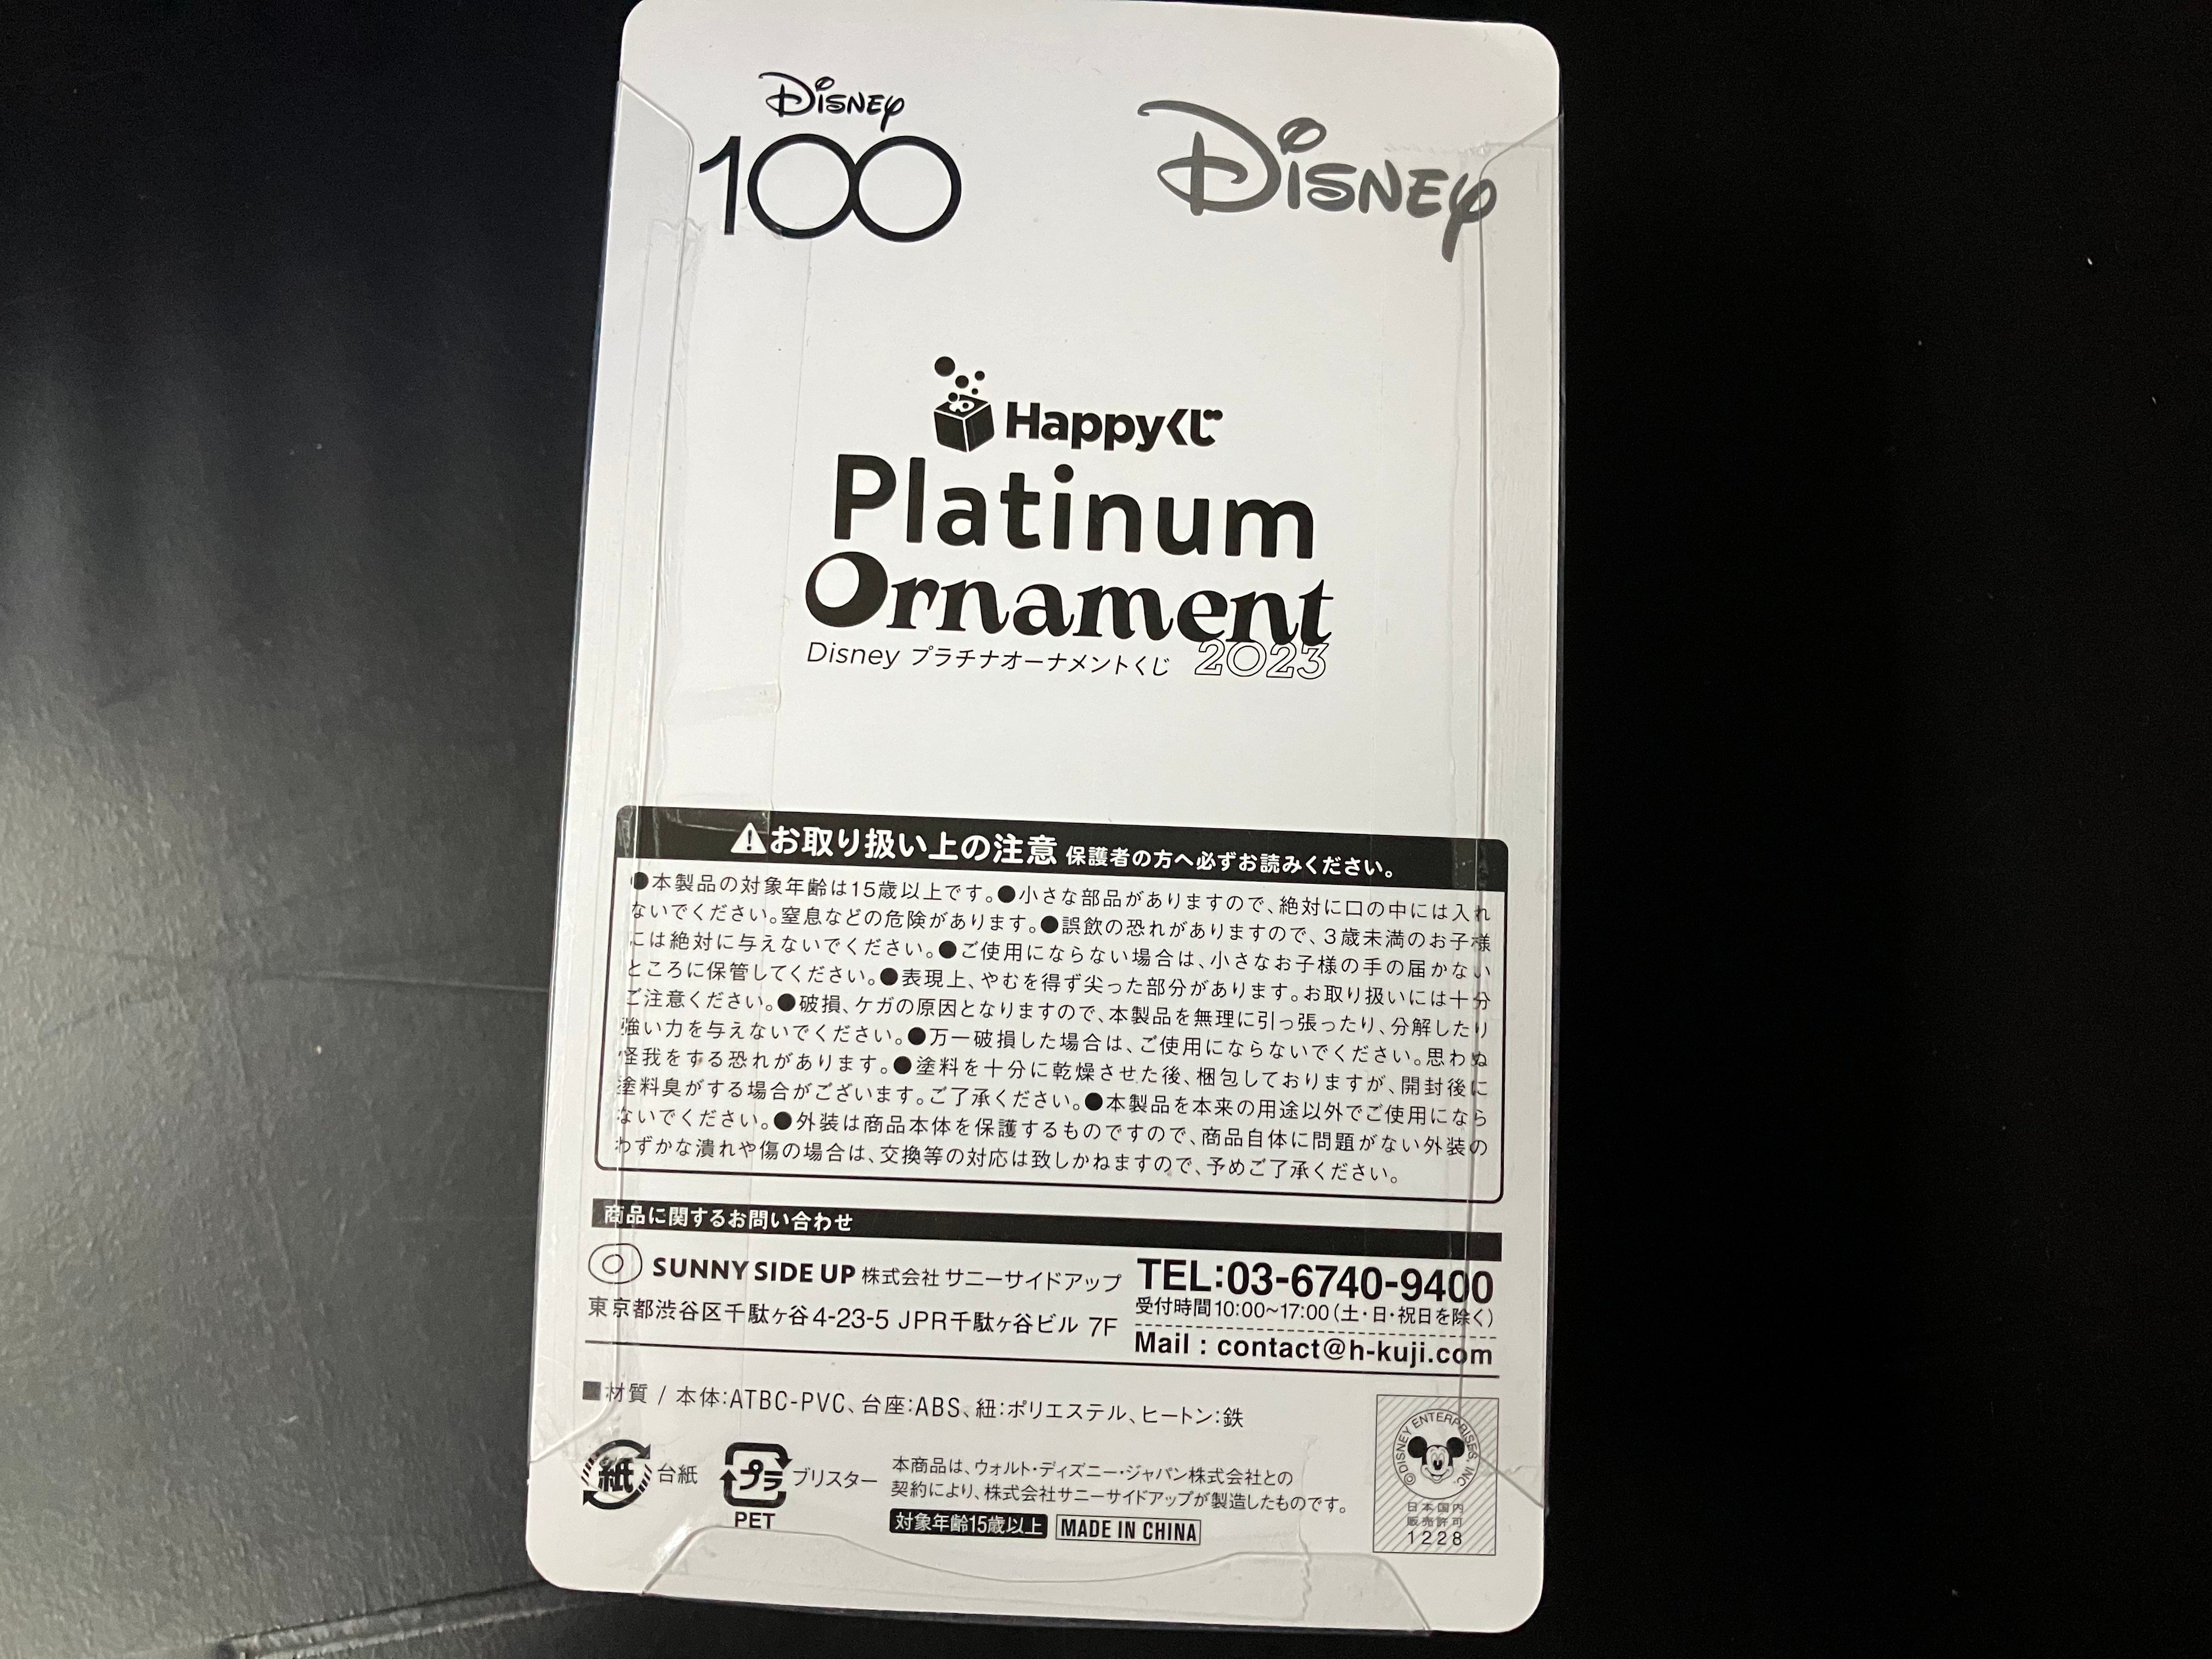 Disney
100
Disney
Happyくじ
Platinum
Ornament
Disney プラチナオーナメントくじ 2023
お取り扱い上の注意 保護者の方へ必ずお読みください。
●本製品の対象年齢は15歳以上です。●小さな部品がありますので、絶対に口の中には入れ
ないでください。窒息などの危険があります。●誤飲の恐れがありますので、3歳未満のお子様
には絶対に与えないでください。●ご使用にならない場合は、小さなお子様の手の届かない
ところに保管してください。●表現上、やむを得ず尖った部分があります。お取り扱いには十分
ご注意ください。●破損、ケガの原因となりますので、本製品を無理に引っ張ったり、分解したり
強い力を与えないでください。●万一破損した場合は、ご使用にならないでください。思わぬ
怪我をする恐れがあります。●塗料を十分に乾燥させた後、梱包しておりますが、開封後に
塗料臭がする場合がございます。ご了承ください。●本製品を本来の用途以外でご使用になら
ないでください。●外装は商品本体を保護するものですので、商品自体に問題がない外装の
わずかな潰れや傷の場合は、交換等の対応は致しかねますので、予めご了承ください。
商品に関するお問い合わせ
SUNNY SIDE UP 株式会社 サニーサイドアップ
東京都渋谷区千駄ヶ谷4-23-5 JPR千駄ヶ谷ビル 7F
TEL:03-6740-9400
受付時間10:00~17:00(土・日・祝日を除く)
Mail : contact@h-kuji.com
■材質 / 本体:ATBC-PVC、台座:ABS、紐:ポリエステル、ヒートン:鉄
紙 台紙
プラ ブリスター
PET
本商品は、ウォルト・ディズニー・ジャパン株式会社との
契約により、株式会社サニーサイドアップが製造したものです。
対象年齢15歳以上 MADE IN CHINA
©DISNEY ENTERPRISES, INC.
日本国内
販売許可
1228